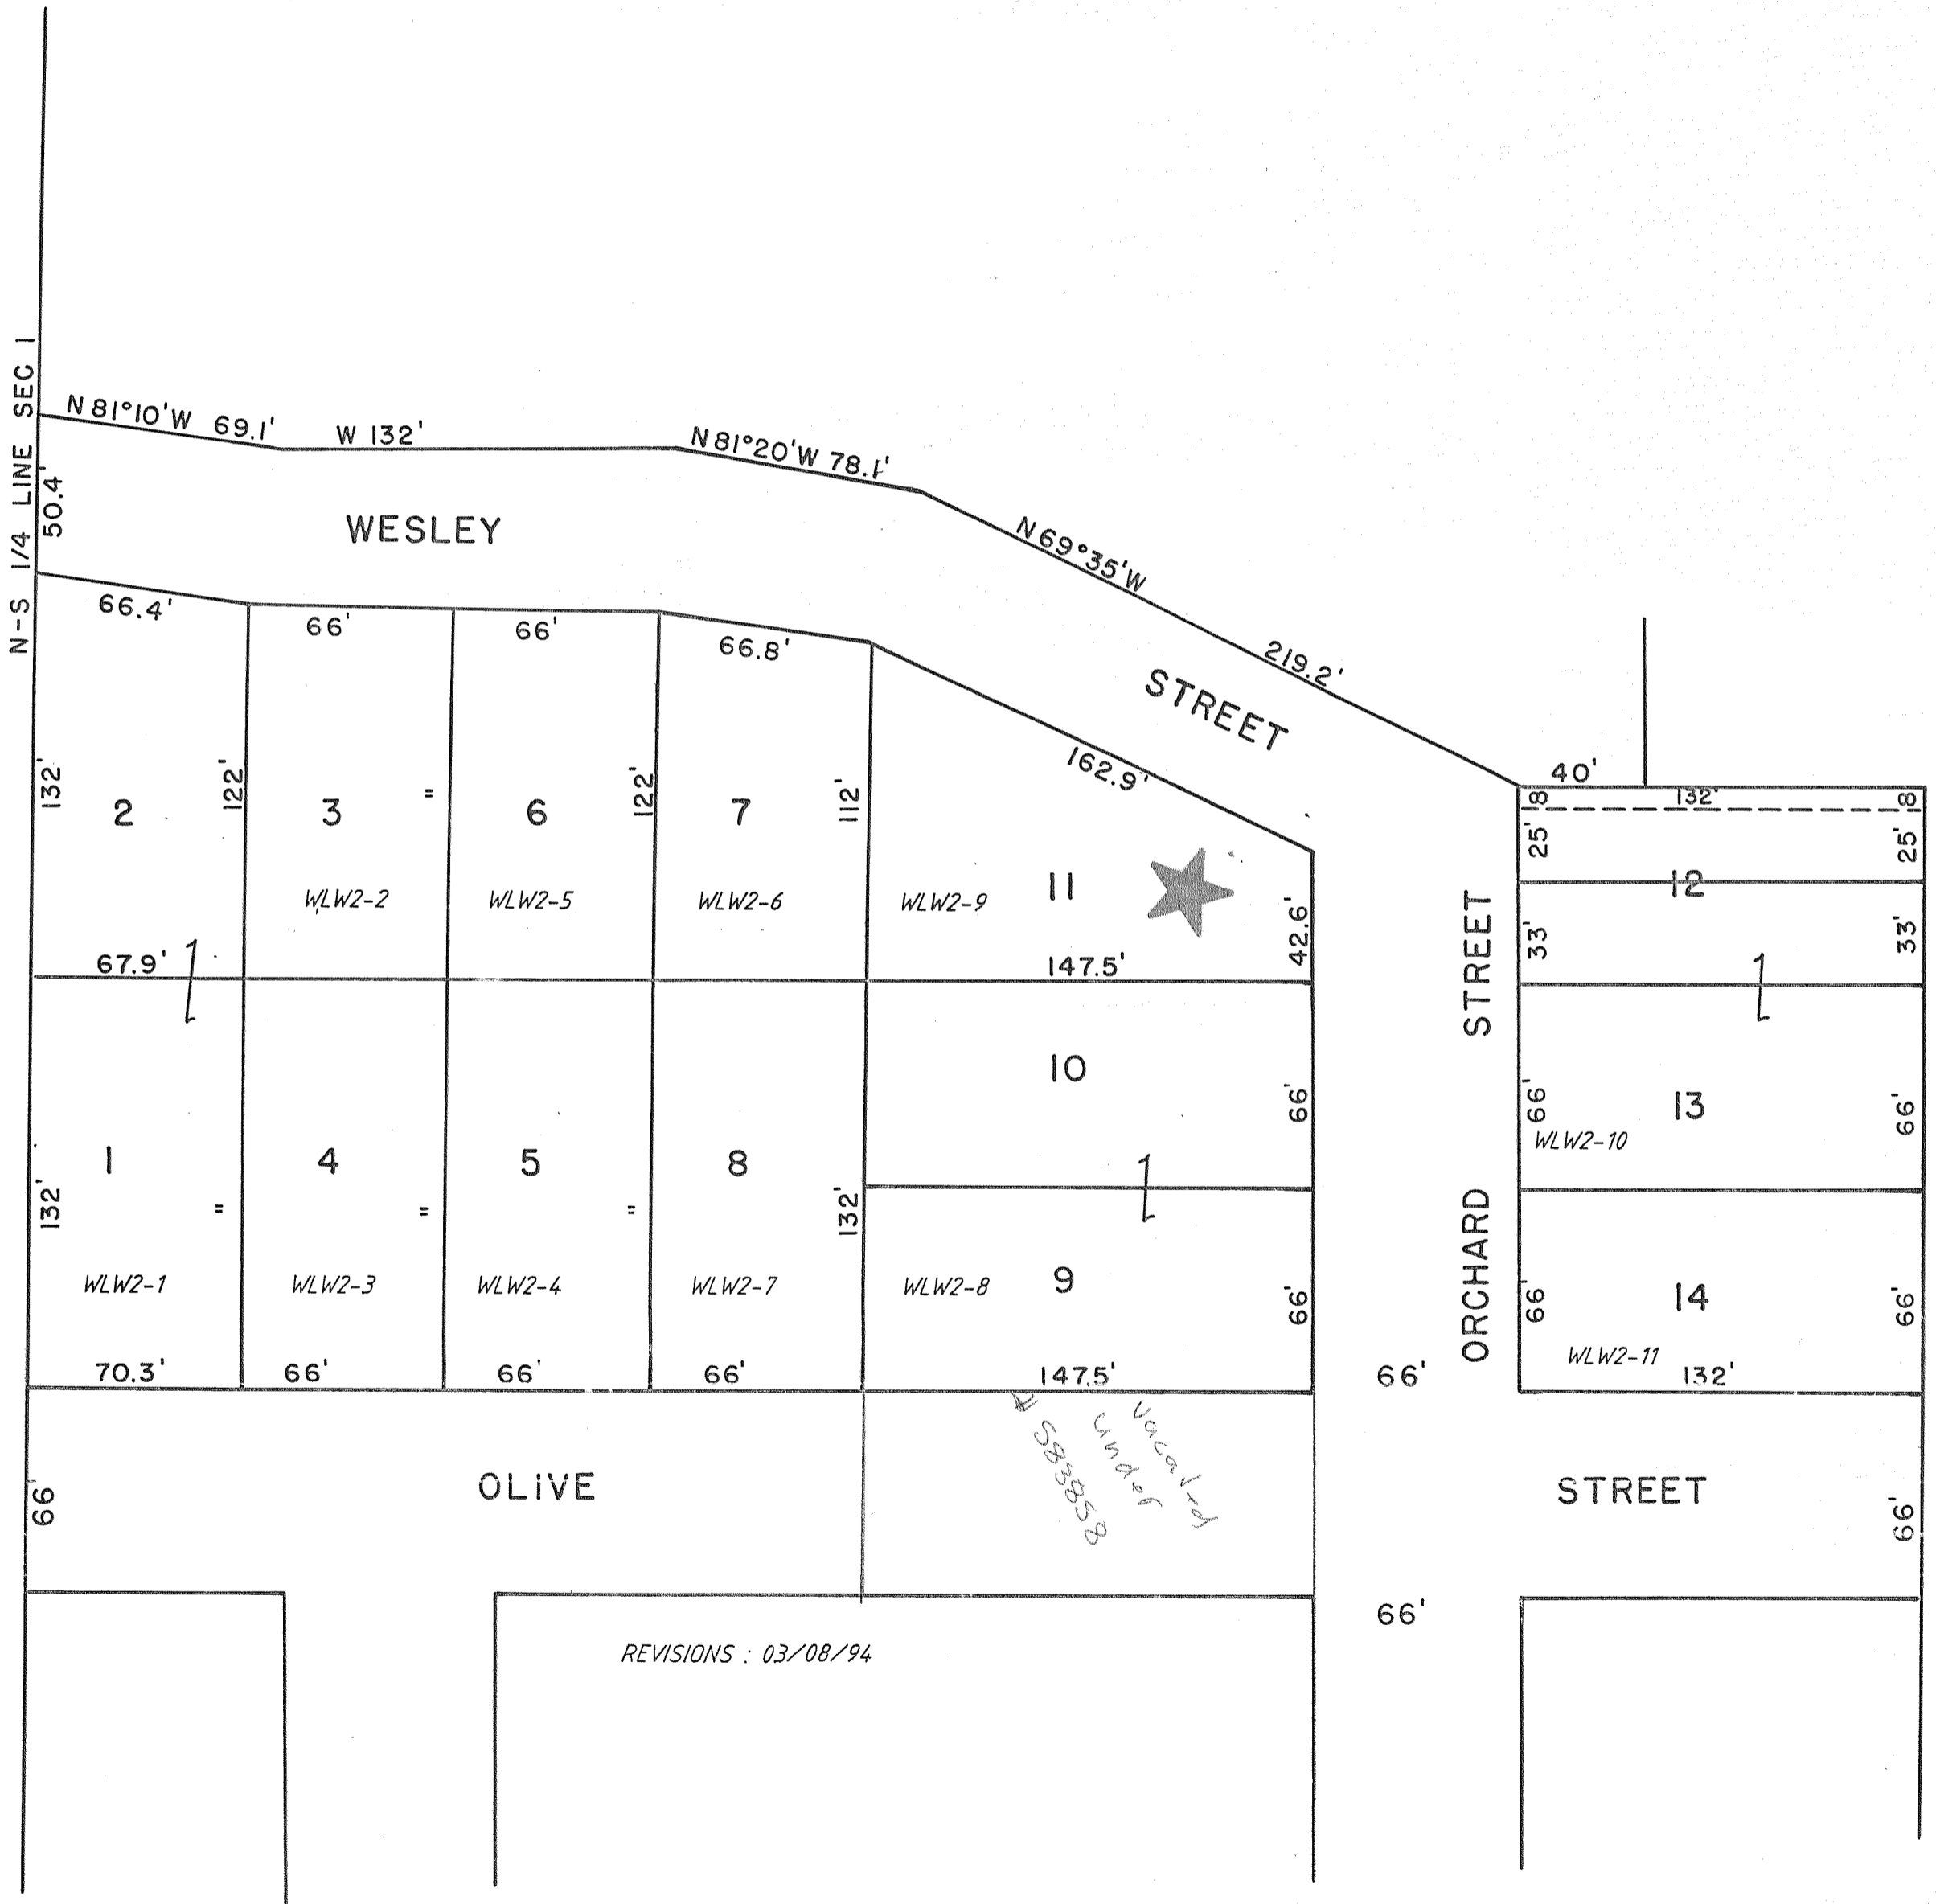 N-S 1/4 LINE SEC 1
N 81°10'W 69.1'
W 132'
N 81°20'W 78.1'
N 69°35'W
219.2'
50.4'
WESLEY
STREET
66.4'
66'
66'
66.8'
162.9'
40'
8'
132'
8'
25'
25'
132'
2
122'
3
=
6
122'
7
112'
11
42.6'
12
33'
33'
WLW2-2
WLW2-5
WLW2-6
WLW2-9
67.9'
147.5'
STREET
10
66'
66'
13
66'
WLW2-10
1
4
5
8
132'
=
=
=
132'
9
66'
ORCHARD
66'
14
66'
WLW2-1
WLW2-3
WLW2-4
WLW2-7
WLW2-8
WLW2-11
70.3'
66'
66'
66'
147.5'
66'
132'
Vacated
under
# 583858
66'
OLIVE
STREET
66'
66'
REVISIONS : 03/08/94